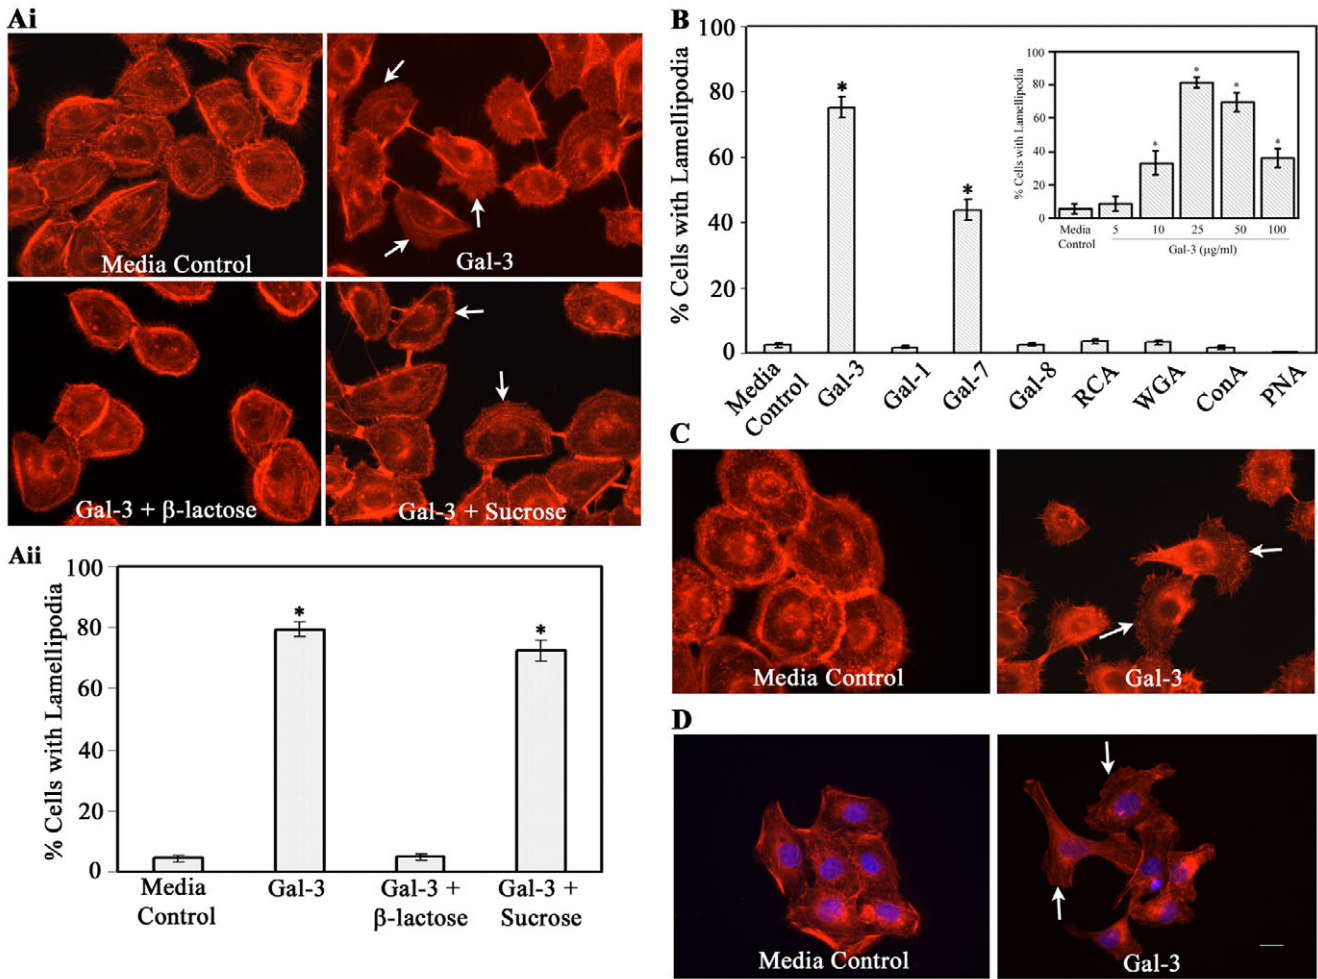 Ai
Media Control
Gal-3
Gal-3 + β-lactose
Gal-3 + Sucrose
Aii
% Cells with Lamellipodia
100
80
60
40
20
0
*
*
Media
Control
Gal-3
Gal-3 +
β-lactose
Gal-3 +
Sucrose
B
% Cells with Lamellipodia
100
80
60
40
20
0
*
*
Media
Control
Gal-3
Gal-1
Gal-7
Gal-8
RCA
WGA
ConA
PNA
% Cells with Lamellipodia
100
80
60
40
20
0
*
*
*
*
Media
Control
5
10
25
50
100
Gal-3 (μg/ml)
C
Media Control
Gal-3
D
Media Control
Gal-3